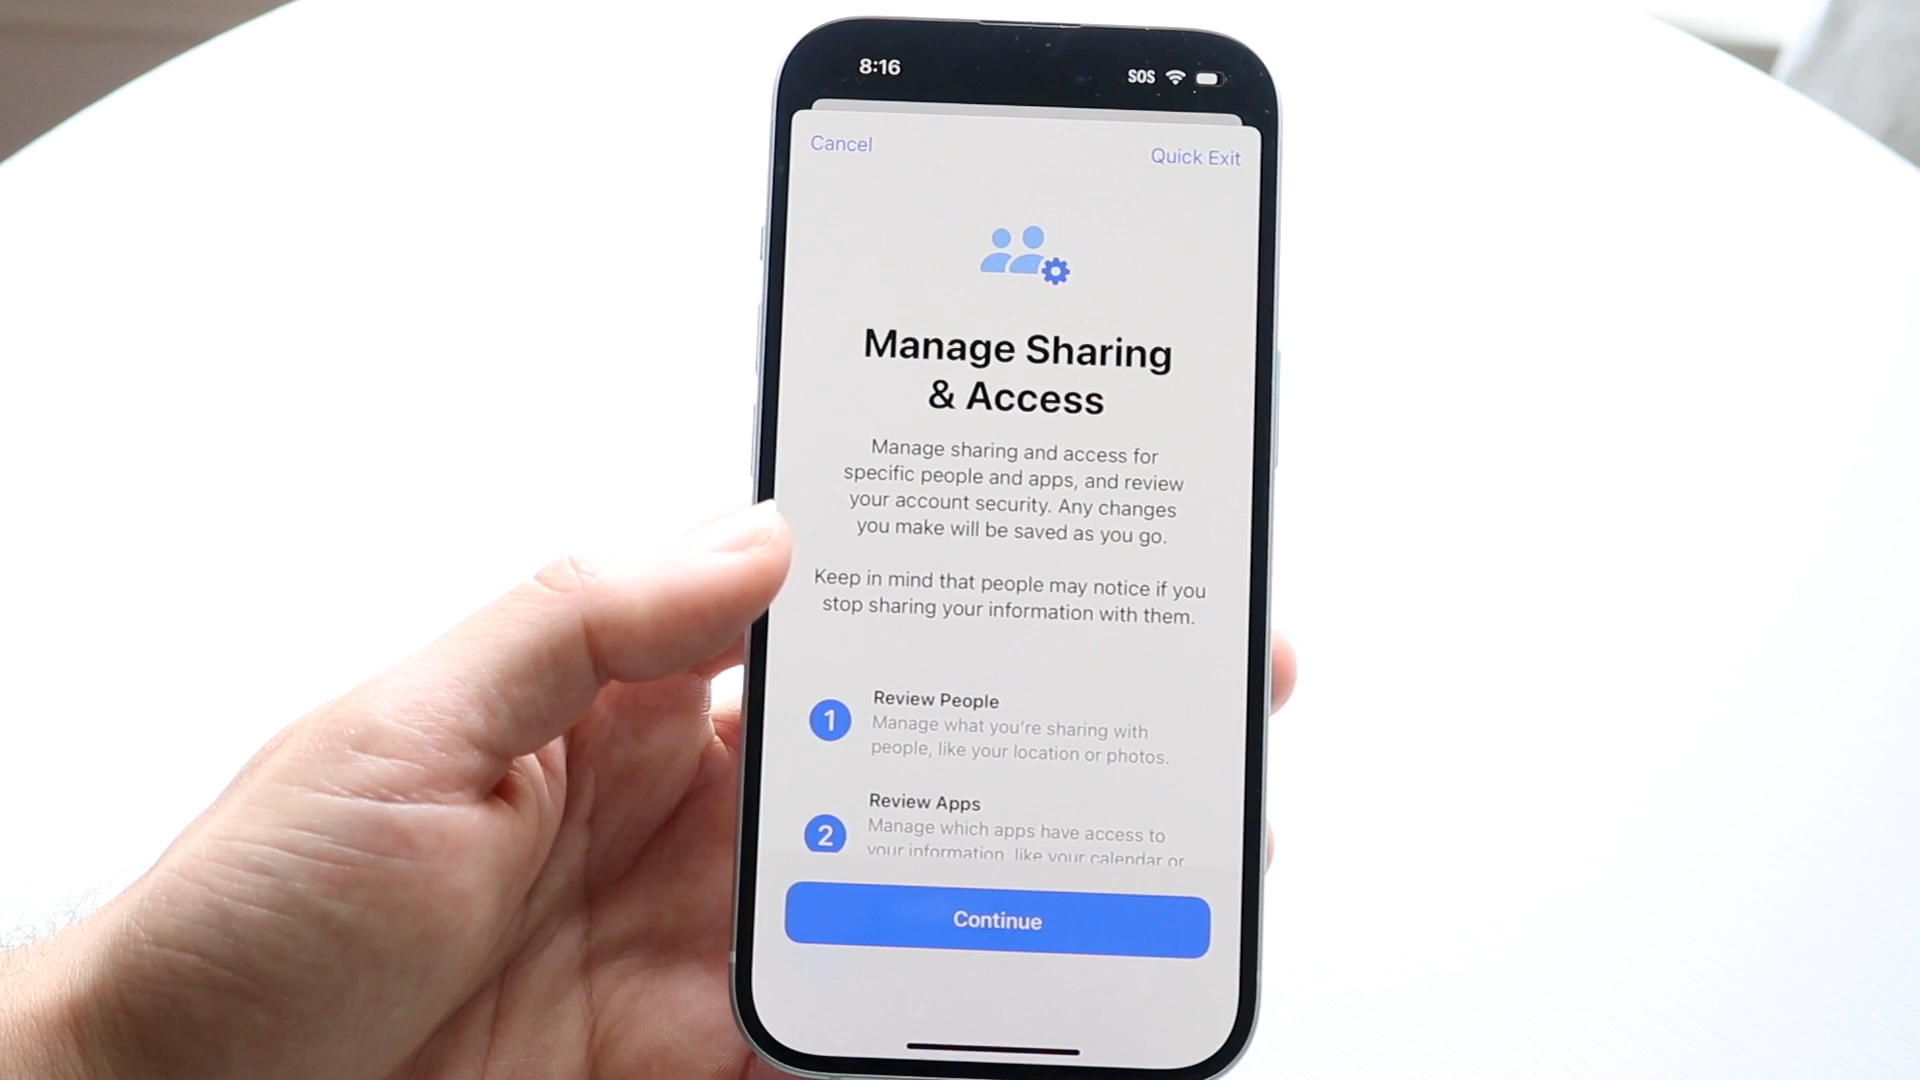 8:16
SOS
Cancel
Quick Exit
Manage Sharing
& Access
Manage sharing and access for
specific people and apps, and review
your account security. Any changes
you make will be saved as you go.
Keep in mind that people may notice if you
stop sharing your information with them.
1
Review People
Manage what you're sharing with
people, like your location or photos.
2
Review Apps
Manage which apps have access to
your information, like your calendar or
Continue